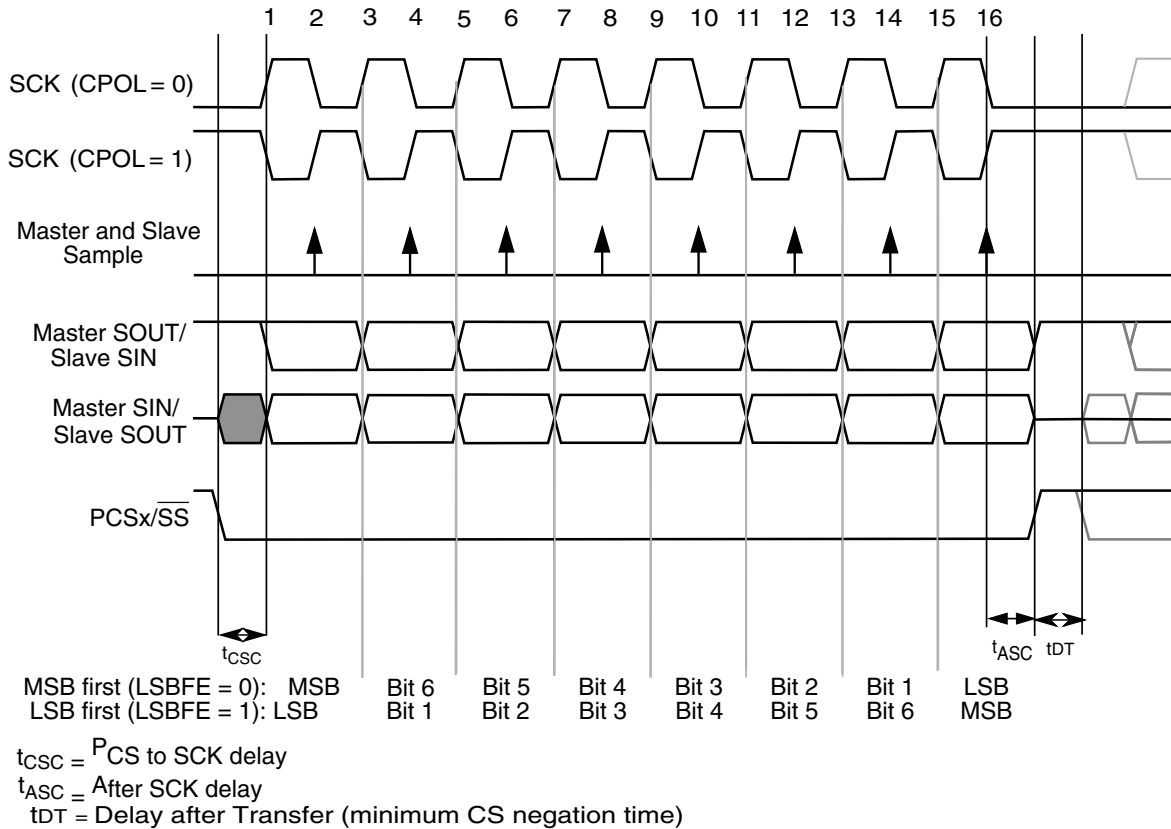 1 2 3 4 5 6 7 8 9 10 11 12 13 14 15 16
SCK (CPOL = 0)
SCK (CPOL = 1)
Master and Slave
Sample
Master SOUT/
Slave SIN
Master SIN/
Slave SOUT
PCSx/SS
tCSC
tASC
tDT
MSB first (LSBFE = 0): MSB Bit 6 Bit 5 Bit 4 Bit 3 Bit 2 Bit 1 LSB
LSB first (LSBFE = 1): LSB Bit 1 Bit 2 Bit 3 Bit 4 Bit 5 Bit 6 MSB
tCSC = PCS to SCK delay
tASC = After SCK delay
tDT = Delay after Transfer (minimum CS negation time)